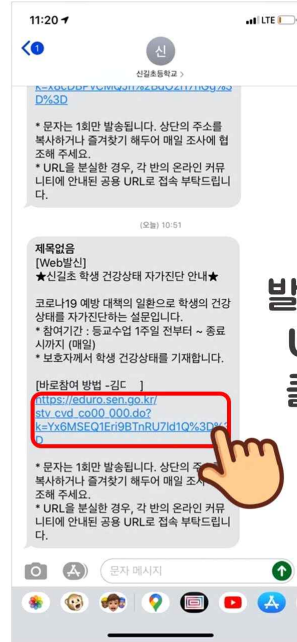 11:20
LTE
1
신
신길초등학교
D%3D
* 문자는 1회만 발송됩니다. 상단의 주소를
복사하거나 즐겨찾기 해두어 매일 조사에 협
조해 주세요.
* URL을 분실한 경우, 각 반의 온라인 커뮤
니티에 안내된 공용 URL로 접속 부탁드립니
다.
(오늘) 10:51
제목없음
[Web발신]
★신길초 학생 건강상태 자가진단 안내★
코로나19 예방 대책의 일환으로 학생의 건강
상태를 자가진단하는 설문입니다.
* 참여기간 : 등교수업 1주일 전부터 ~ 종료
시까지 (매일)
* 보호자께서 학생 건강상태를 기재합니다.
[바로참여 방법 -김ㄷ ]
https://eduro.sen.go.kr/
stv_cvd_co00_000.do?
k=Yx6MSEQ1Eri9BTnRU7ld1Q%3D%
D
* 문자는 1회만 발송됩니다. 상단의
복사하거나 즐겨찾기 해두어 매일
조해 주세요.
* URL을 분실한 경우, 각 반의 온라인 커뮤
니티에 안내된 공용 URL로 접속 부탁드립니
다.
문자 메시지